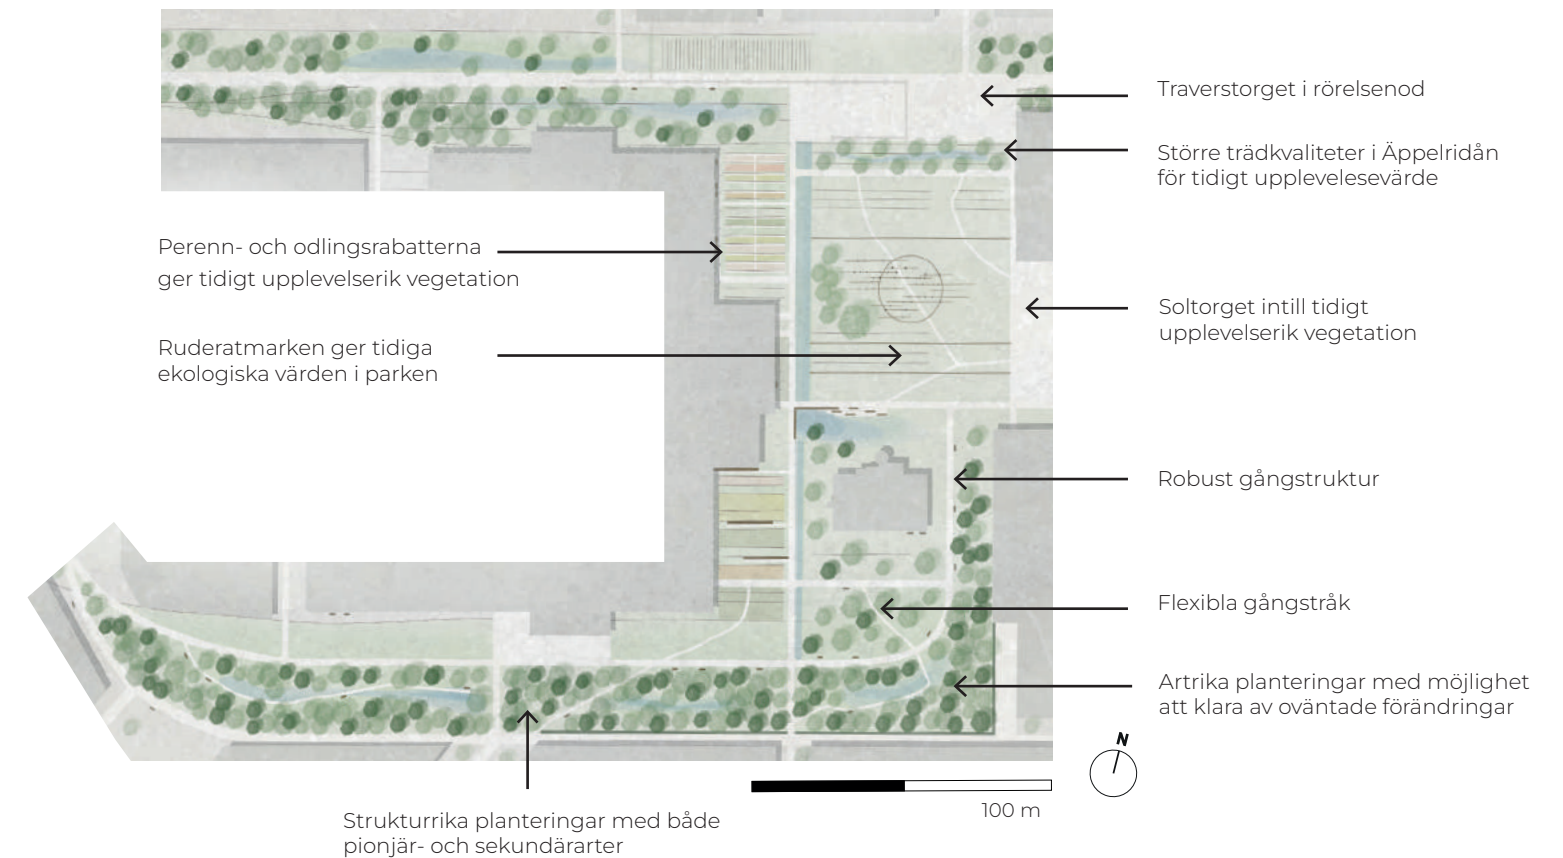 Traverstorget i rörelsenod
Större trädkvaliteter i Äppelridån
för tidigt upplevelesevärde
Perenn- och odlingsrabatterna
ger tidigt upplevelserik vegetation
Soltorget intill tidigt
upplevelserik vegetation
Ruderatmarken ger tidiga
ekologiska värden i parken
Robust gångstruktur
Flexibla gångstråk
Artrika planteringar med möjlighet
att klara av oväntade förändringar
N
100 m
Strukturrika planteringar med både
pionjär- och sekundärarter